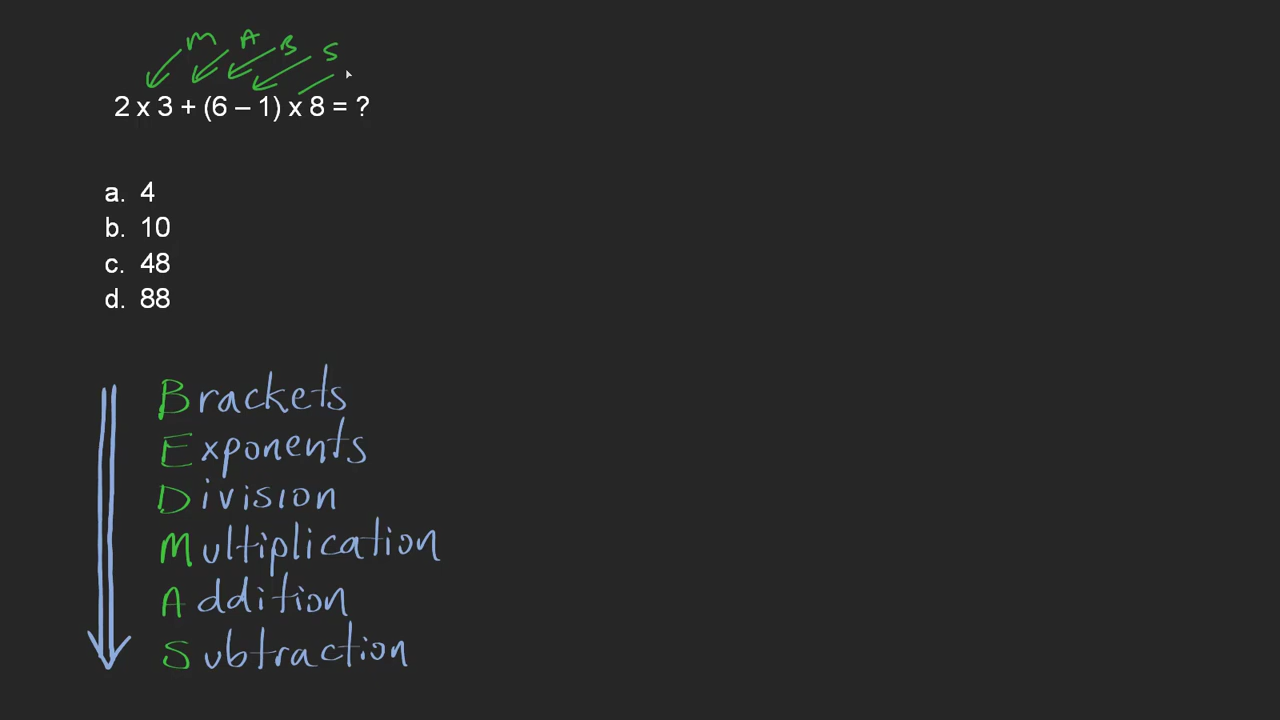 M A B S
2 x 3 + (6 – 1) x 8 = ?
a. 4
b. 10
c. 48
d. 88
Brackets
Exponents
Division
Multiplication
Addition
Subtraction